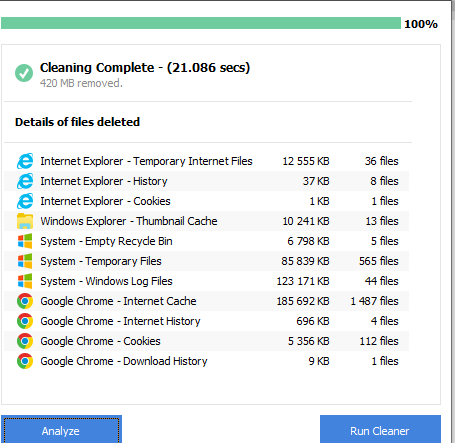 100%
Cleaning Complete - (21.086 secs)
420 MB removed.
Details of files deleted
Internet Explorer - Temporary Internet Files 12 555 KB 36 files
Internet Explorer - History 37 KB 8 files
Internet Explorer - Cookies 1 KB 1 files
Windows Explorer - Thumbnail Cache 10 241 KB 13 files
System - Empty Recycle Bin 6 798 KB 5 files
System - Temporary Files 85 839 KB 565 files
System - Windows Log Files 123 171 KB 44 files
Google Chrome - Internet Cache 185 692 KB 1 487 files
Google Chrome - Internet History 696 KB 4 files
Google Chrome - Cookies 5 356 KB 112 files
Google Chrome - Download History 9 KB 1 files
Analyze Run Cleaner